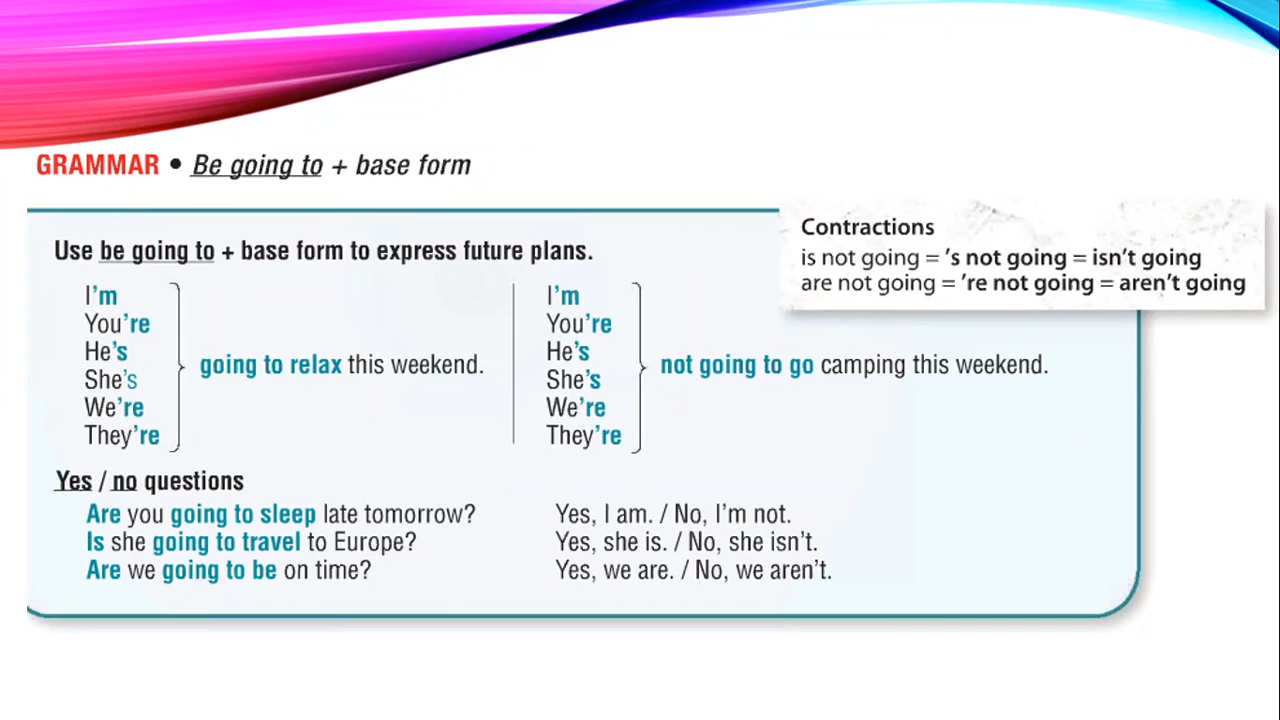 GRAMMAR • Be going to + base form
Contractions
is not going = 's not going = isn't going
are not going = 're not going = aren't going
Use be going to + base form to express future plans.
I'm
You're
He's
She's
We're
They're
going to relax this weekend.
I'm
You're
He's
She's
We're
They're
not going to go camping this weekend.
Yes / no questions
Are you going to sleep late tomorrow? Yes, I am. / No, I'm not.
Is she going to travel to Europe? Yes, she is. / No, she isn't.
Are we going to be on time? Yes, we are. / No, we aren't.